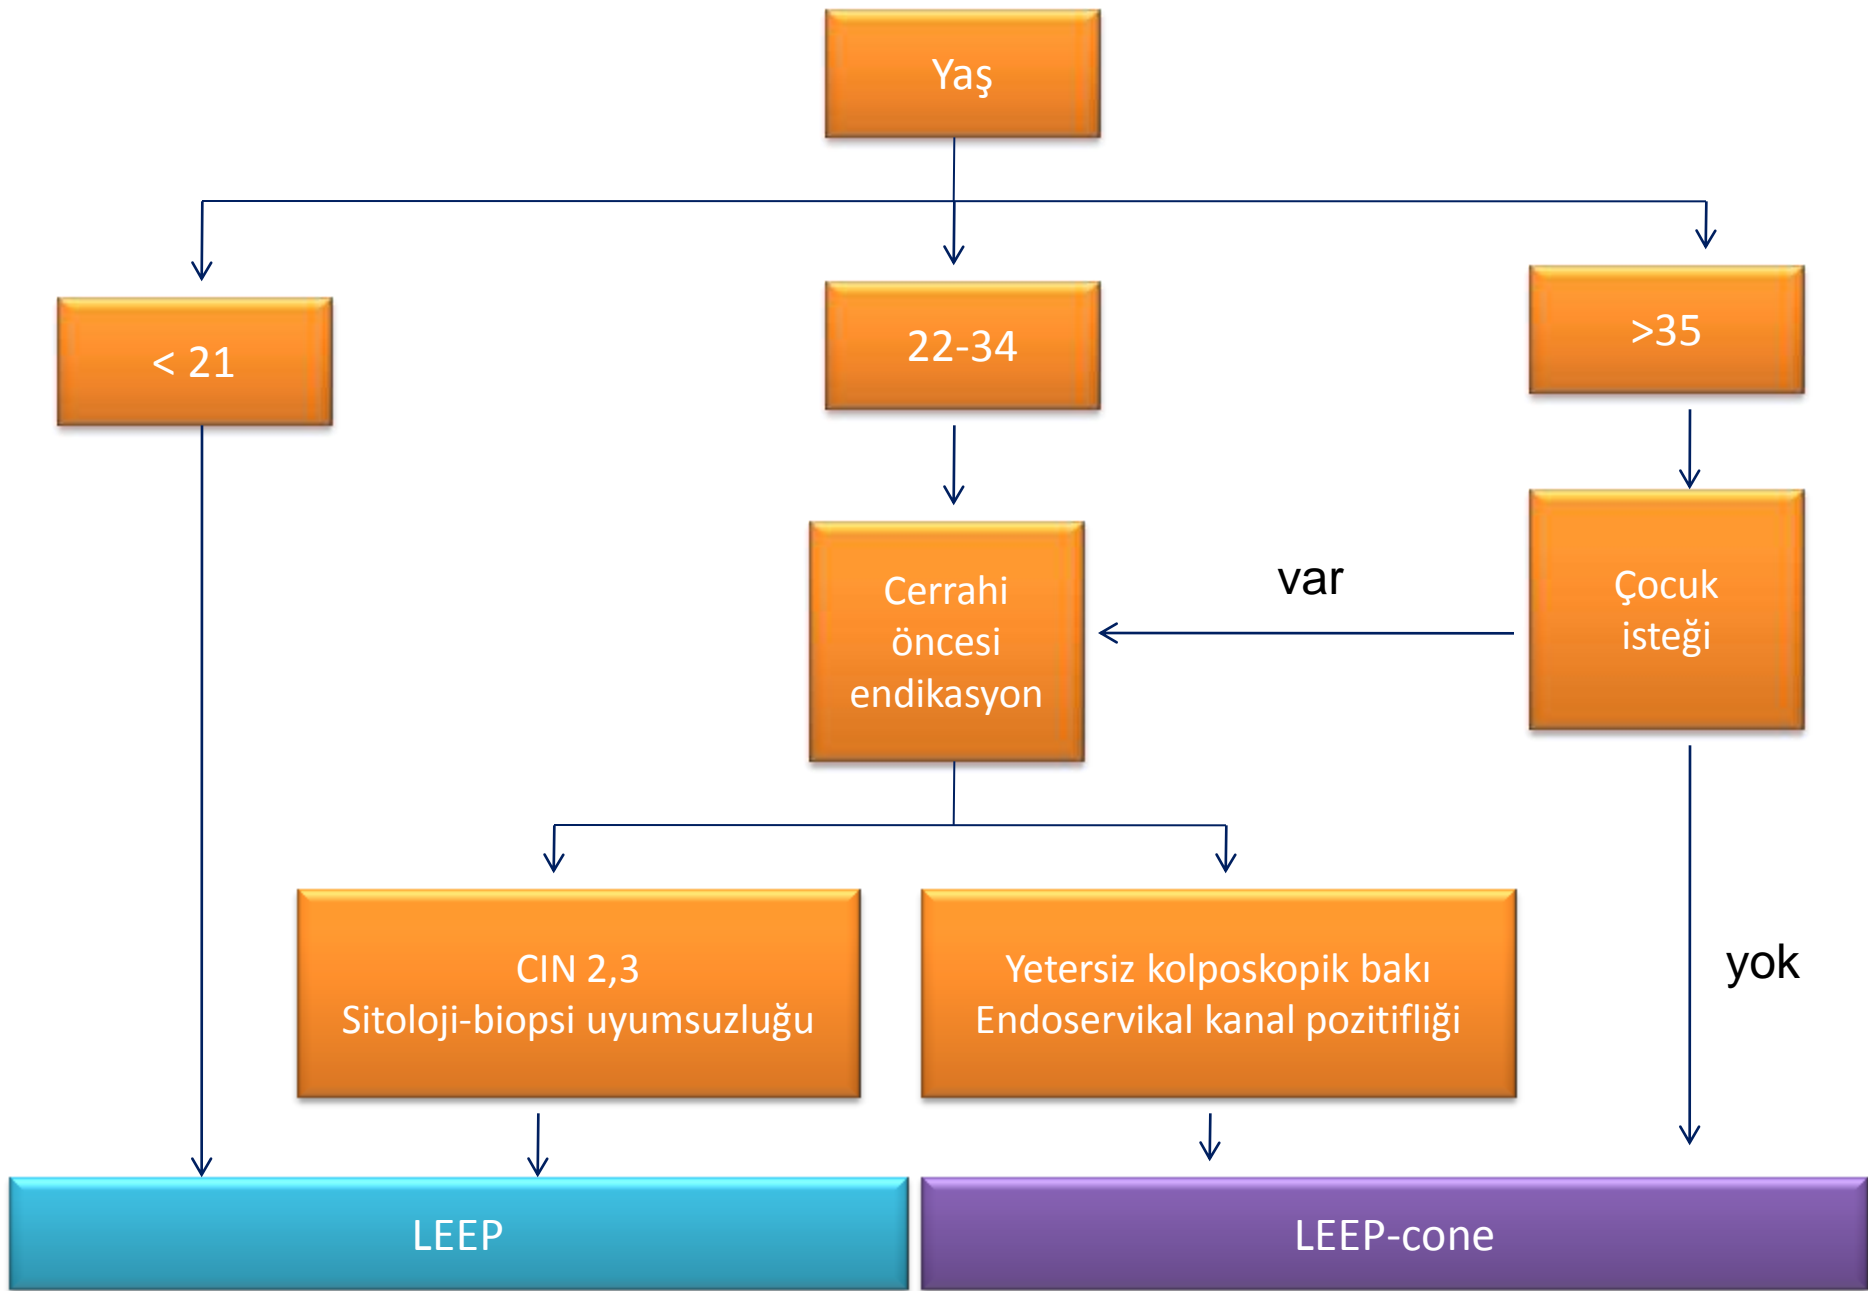 Yaş
< 21
22-34
>35
Cerrahi
öncesi
endikasyon
var
Çocuk
isteği
CIN 2,3
Sitoloji-biopsi uyumsuzluğu
Yetersiz kolposkopik bakı
Endoservikal kanal pozitifliği
yok
LEEP
LEEP-cone